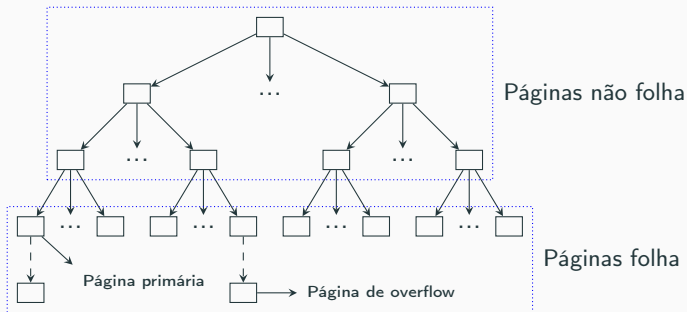 Páginas não folha
Páginas folha
Página primária
Página de overflow